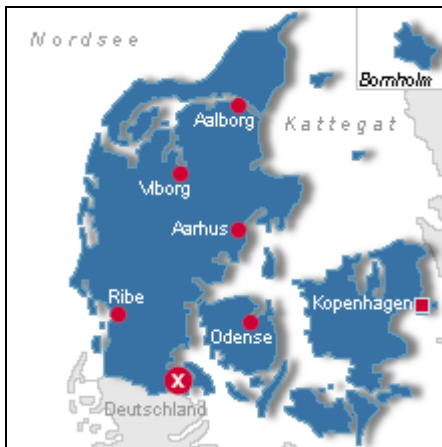 Nordsee
Bornholm
Aalborg
Kattegat
Viborg
Aarhus
Ribe
Kopenhagen
Odense
X
Deutschland